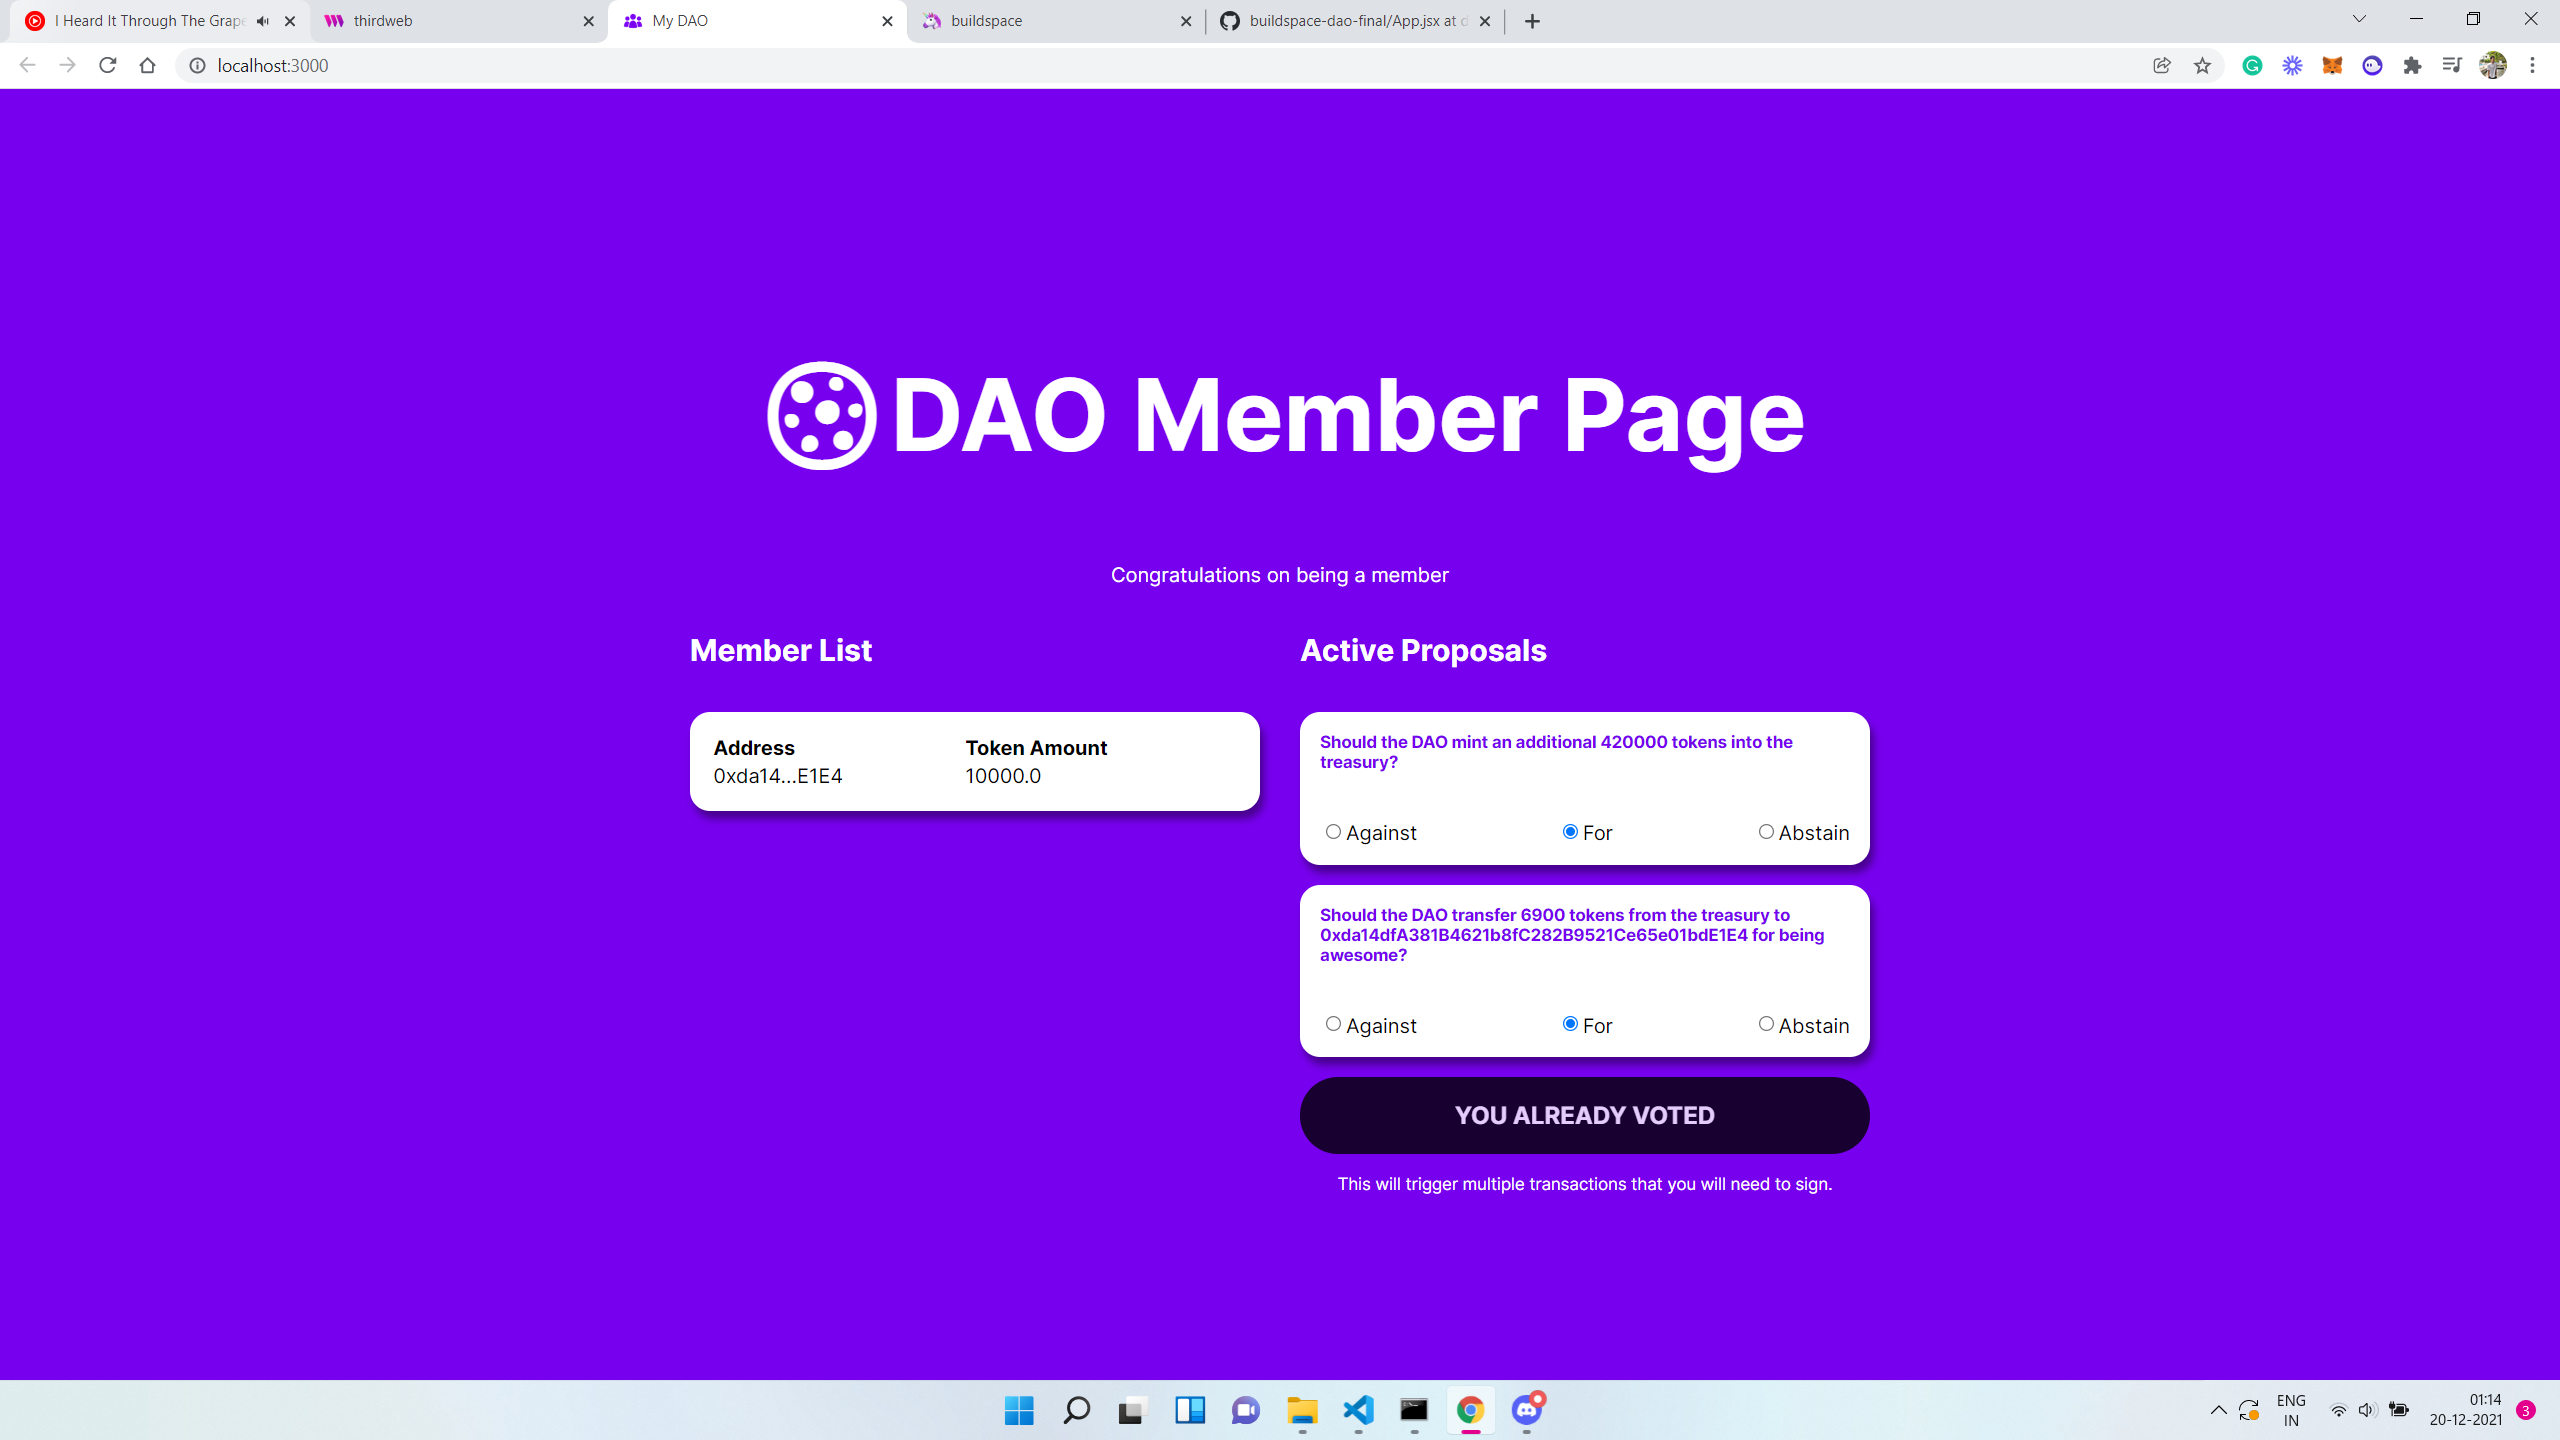 I Heard It Through The Grape
thirdweb
My DAO
buildspace
buildspace-dao-final/App.jsx at
localhost:3000
DAO Member Page
Congratulations on being a member
Member List
Address
Token Amount
0xda14...E1E4
10000.0
Active Proposals
Should the DAO mint an additional 420000 tokens into the
treasury?
Against
For
Abstain
Should the DAO transfer 6900 tokens from the treasury to
0xda14dfA381B4621b8fC282B9521Ce65e01bdE1E4 for being
awesome?
Against
For
Abstain
YOU ALREADY VOTED
This will trigger multiple transactions that you will need to sign.
ENG
IN
01:14
20-12-2021
3